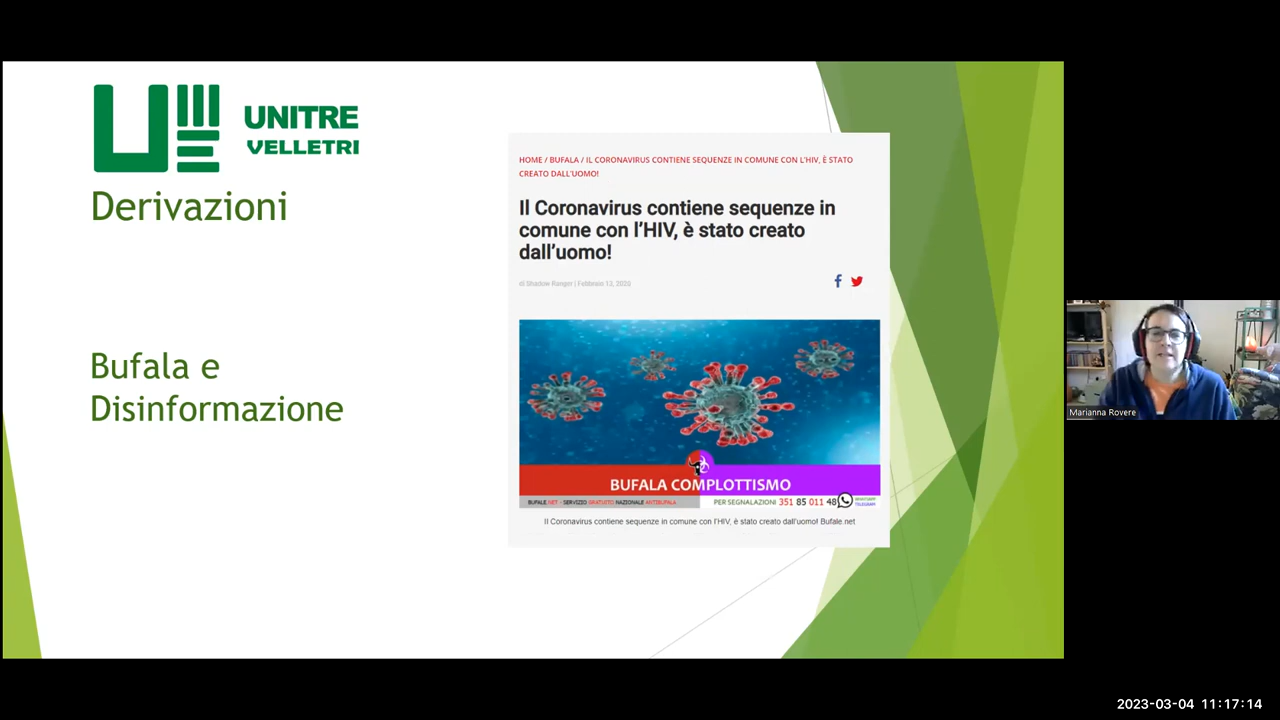 UNITRE
VELLETRI
Derivazioni
Bufala e
Disinformazione
HOME / BUFALA / IL CORONAVIRUS CONTIENE SEQUENZE IN COMUNE CON L'HIV, È STATO
CREATO DALL'UOMO!
Il Coronavirus contiene sequenze in
comune con l'HIV, è stato creato
dall'uomo!
di Shadow Ranger | Febbraio 13, 2020
BUFALA COMPLOTTISMO
BUFALE.NET - SERVIZIO GRATUITO NAZIONALE ANTIBUFALA
PER SEGNALAZIONI 351 85 011 48
WHATSAPP
TELEGRAM
Il Coronavirus contiene sequenze in comune con l'HIV, è stato creato dall'uomo! Bufale.net
Marianna Rovere
2023-03-04 11:17:14